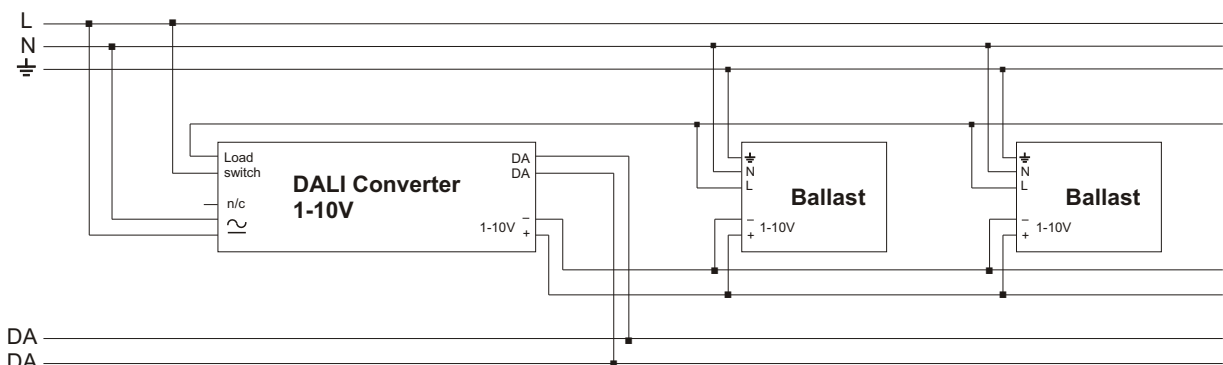 L
N
Load
switch
n/c
DALI Converter
1-10V
DA
DA
1-10V
−
+
N
L
Ballast
−
1-10V
+
N
L
Ballast
−
1-10V
+
DA
DA